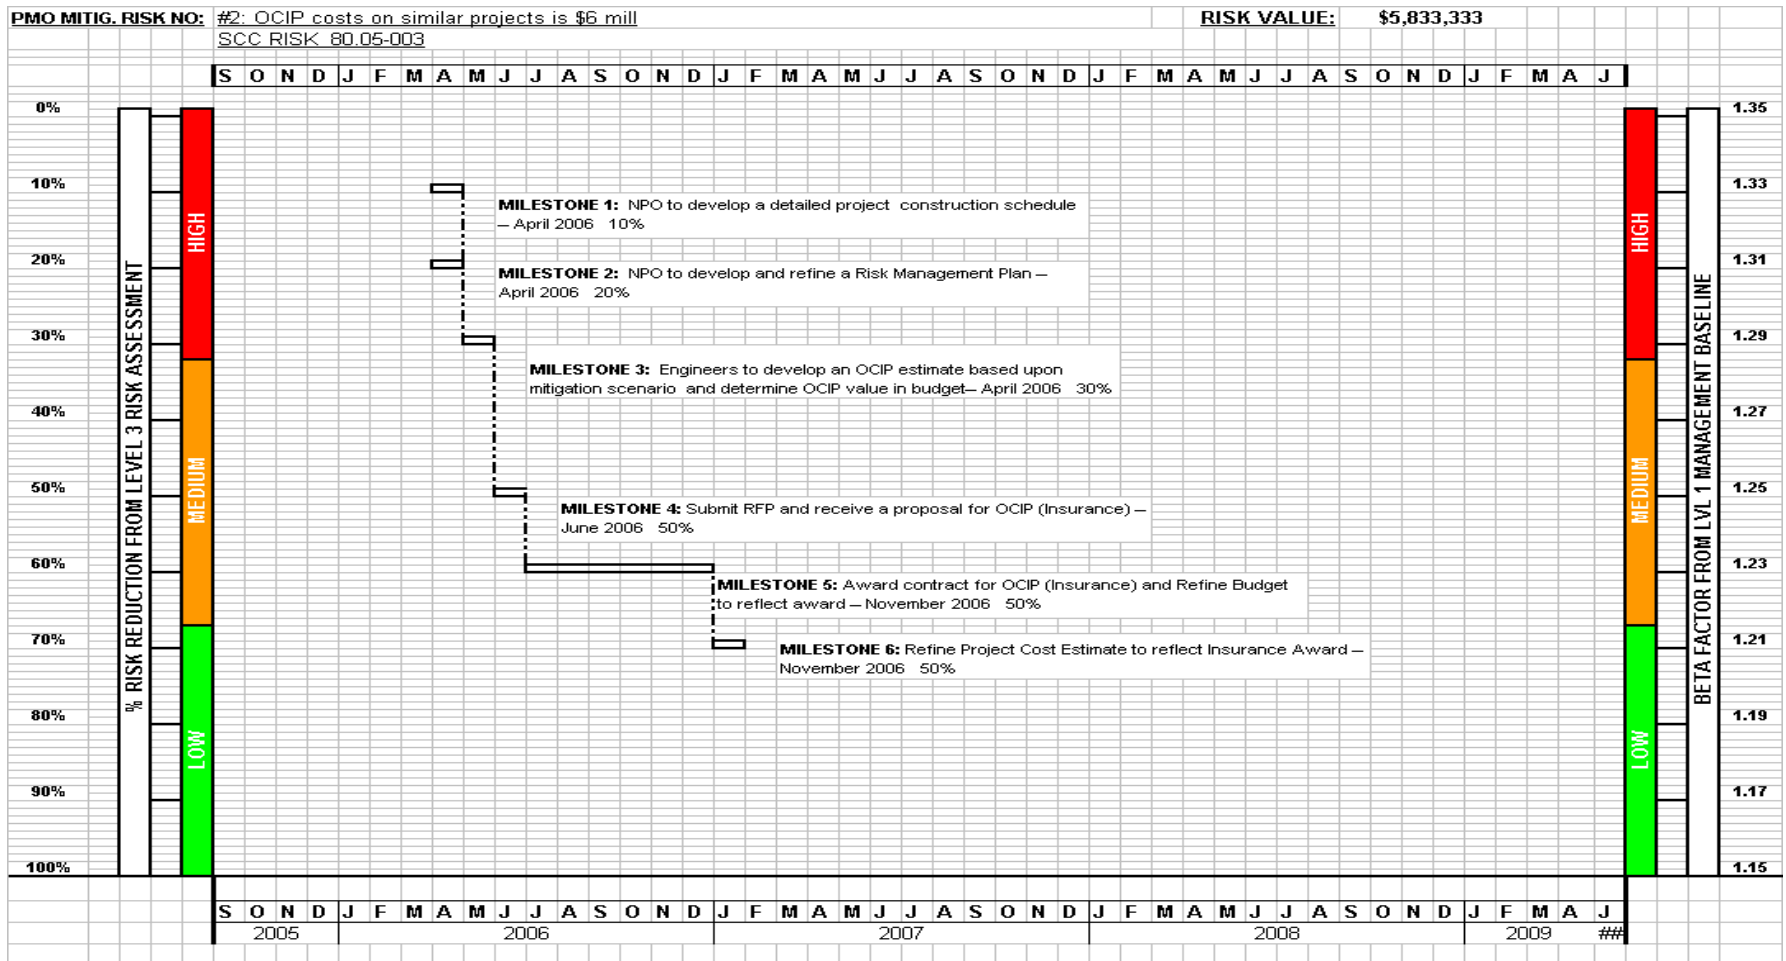 PMO MITIG. RISK NO: #2: OCIP costs on similar projects is $6 mill RISK VALUE: $5,833,333
SCC RISK 80.05-003
S O N D J F M A M J J A S O N D J F M A M J J A S O N D J F M A M J J A S O N D J F M A J
0% 1.35
10% 1.33
MILESTONE 1: NPO to develop a detailed project construction schedule
– April 2006 10%
HIGH HIGH
20% 1.31
MILESTONE 2: NPO to develop and refine a Risk Management Plan –
April 2006 20%
30% 1.29
MILESTONE 3: Engineers to develop an OCIP estimate based upon
mitigation scenario and determine OCIP value in budget– April 2006 30%
40% 1.27
% RISK REDUCTION FROM LEVEL 3 RISK ASSESSMENT
BETA FACTOR FROM LVL 1 MANAGEMENT BASELINE
MEDIUM MEDIUM
50% 1.25
MILESTONE 4: Submit RFP and receive a proposal for OCIP (Insurance) –
June 2006 50%
60% 1.23
MILESTONE 5: Award contract for OCIP (Insurance) and Refine Budget
to reflect award – November 2006 50%
70% 1.21
MILESTONE 6: Refine Project Cost Estimate to reflect Insurance Award –
November 2006 50%
80% 1.19
LOW LOW
90% 1.17
100% 1.15
S O N D J F M A M J J A S O N D J F M A M J J A S O N D J F M A M J J A S O N D J F M A J
2005 2006 2007 2008 2009 ##